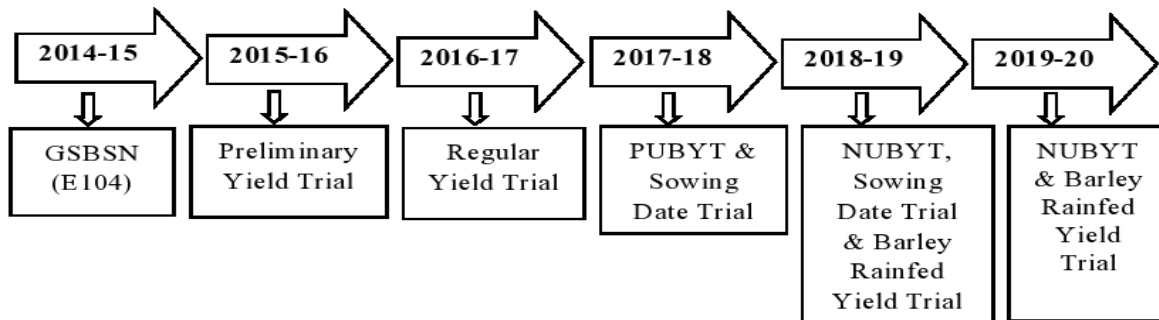 2014-15
2015-16
2016-17
2017-18
2018-19
2019-20
GSBSN
(E104)
Preliminary
Yield Trial
Regular
Yield Trial
PUBYT &
Sowing
Date Trial
NUBYT,
Sowing
Date Trial
& Barley
Rainfed
Yield Trial
NUBYT
& Barley
Rainfed
Yield
Trial